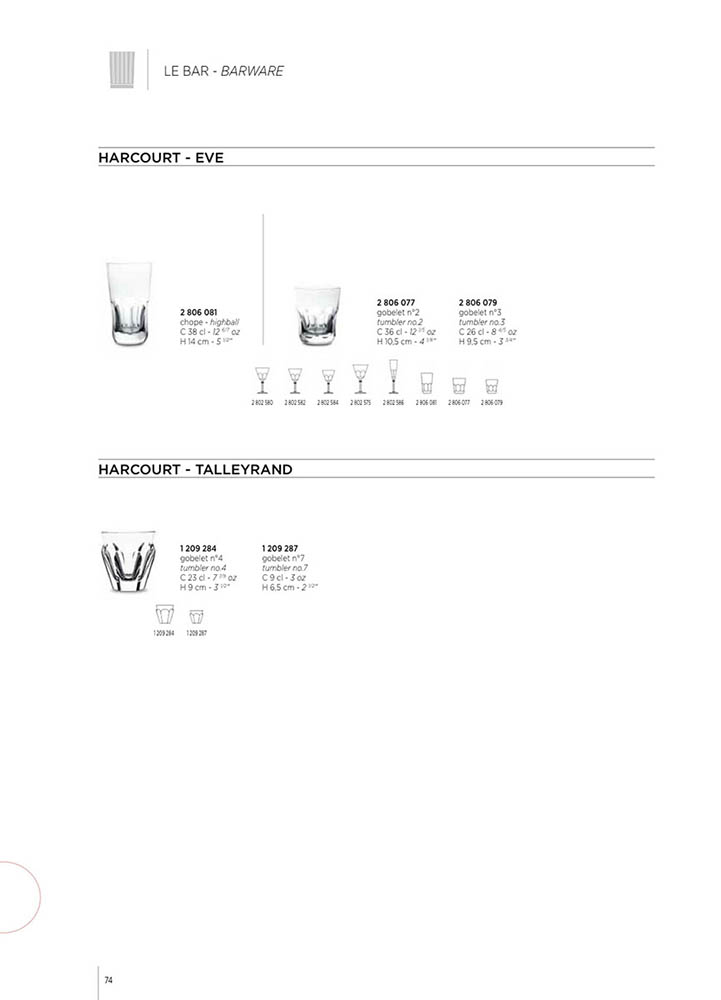 LE BAR - BARWARE
HARCOURT - EVE
2 806 081
chope - highball
C 38 cl - 12 6/7 oz
H 14 cm - 5 1/2"
2 806 077
gobelet n°2
tumbler no.2
C 36 cl - 12 oz
H 10,5 cm - 4 "
2 806 079
gobelet n°3
tumbler no.3
C 26 cl - 8 4/5 oz
H 9,5 cm - 3 3/4"
2 802 580
2 802 582
2 802 584
2 802 575
2 802 586
2 806 081
2 806 077
2 806 079
HARCOURT - TALLEYRAND
1 209 284
gobelet n°4
tumbler no.4
C 23 cl - 7 7/9 oz
H 9 cm - 3 1/2"
1 209 287
gobelet n°7
tumbler no.7
C 9 cl - 3 oz
H 6,5 cm - 2 1/2"
1 209 284
1 209 287
74